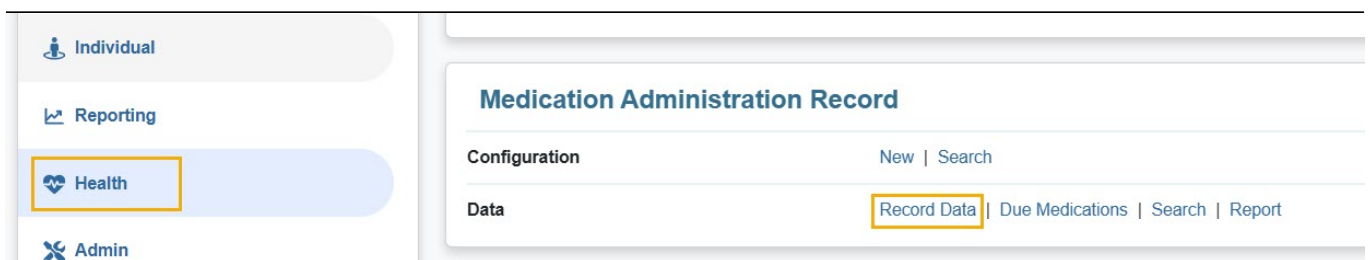 Individual
Reporting
Health
Admin
Medication Administration Record
Configuration New | Search
Data Record Data | Due Medications | Search | Report